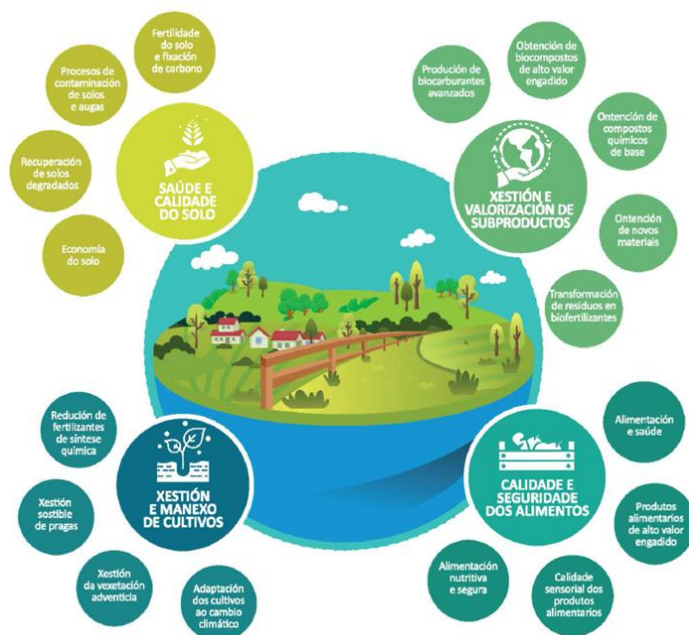 Fertilidade
do solo
e fixación
de carbono
Procesos de
contaminación
de solos
e augas
Recuperación
de solos
degradados
Economía
do solo
SAÚDE E
CALIDADE
DO SOLO
Produción de
biocarburantes
avanzados
Obtención de
biocompostos
de alto valor
engadido
Ontención de
compostos
químicos
de base
Ontención
de novos
materiais
Transformación
de residuos en
biofertilizantes
XESTIÓN E
VALORIZACIÓN DE
SUBPRODUCTOS
Redución de
fertilizantes
de síntese
química
Xestión
sostible
de pragas
Xestión
da vexetación
adventicia
Adaptación
dos cultivos
ao cambio
climático
XESTIÓN
E MANEXO
DE CULTIVOS
CALIDADE E
SEGURIDADE
DOS ALIMENTOS
Alimentación
e saúde
Produtos
alimentarios
de alto valor
engadido
Calidade
sensorial dos
produtos
alimentarios
Alimentación
nutritiva
e segura